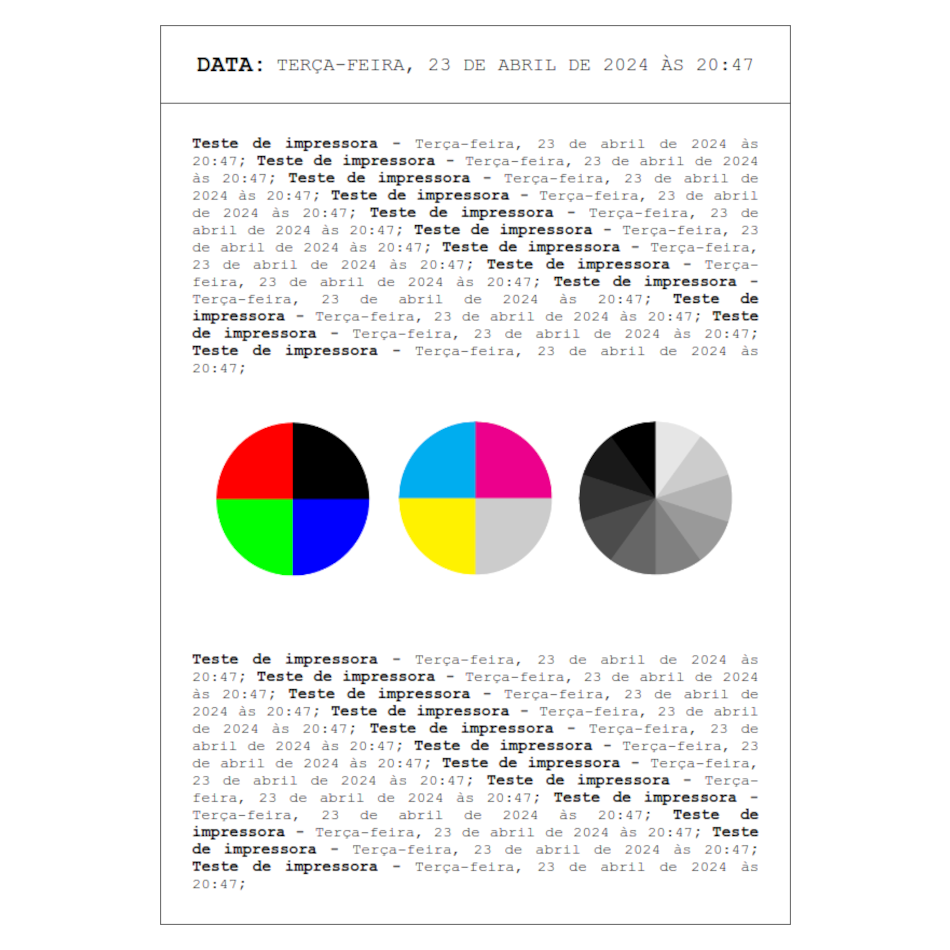 DATA: TERÇA-FEIRA, 23 DE ABRIL DE 2024 ÀS 20:47
Teste de impressora - Terça-feira, 23 de abril de 2024 às
20:47; Teste de impressora - Terça-feira, 23 de abril de 2024
às 20:47; Teste de impressora - Terça-feira, 23 de abril de
2024 às 20:47; Teste de impressora - Terça-feira, 23 de abril
de 2024 às 20:47; Teste de impressora - Terça-feira, 23 de
abril de 2024 às 20:47; Teste de impressora - Terça-feira, 23
de abril de 2024 às 20:47; Teste de impressora - Terça-feira,
23 de abril de 2024 às 20:47; Teste de impressora - Terça-
feira, 23 de abril de 2024 às 20:47; Teste de impressora -
Terça-feira, 23 de abril de 2024 às 20:47; Teste de
impressora - Terça-feira, 23 de abril de 2024 às 20:47; Teste
de impressora - Terça-feira, 23 de abril de 2024 às 20:47;
Teste de impressora - Terça-feira, 23 de abril de 2024 às
20:47;
Teste de impressora - Terça-feira, 23 de abril de 2024 às
20:47; Teste de impressora - Terça-feira, 23 de abril de 2024
às 20:47; Teste de impressora - Terça-feira, 23 de abril de
2024 às 20:47; Teste de impressora - Terça-feira, 23 de abril
de 2024 às 20:47; Teste de impressora - Terça-feira, 23 de
abril de 2024 às 20:47; Teste de impressora - Terça-feira, 23
de abril de 2024 às 20:47; Teste de impressora - Terça-feira,
23 de abril de 2024 às 20:47; Teste de impressora - Terça-
feira, 23 de abril de 2024 às 20:47; Teste de impressora -
Terça-feira, 23 de abril de 2024 às 20:47; Teste de
impressora - Terça-feira, 23 de abril de 2024 às 20:47; Teste
de impressora - Terça-feira, 23 de abril de 2024 às 20:47;
Teste de impressora - Terça-feira, 23 de abril de 2024 às
20:47;